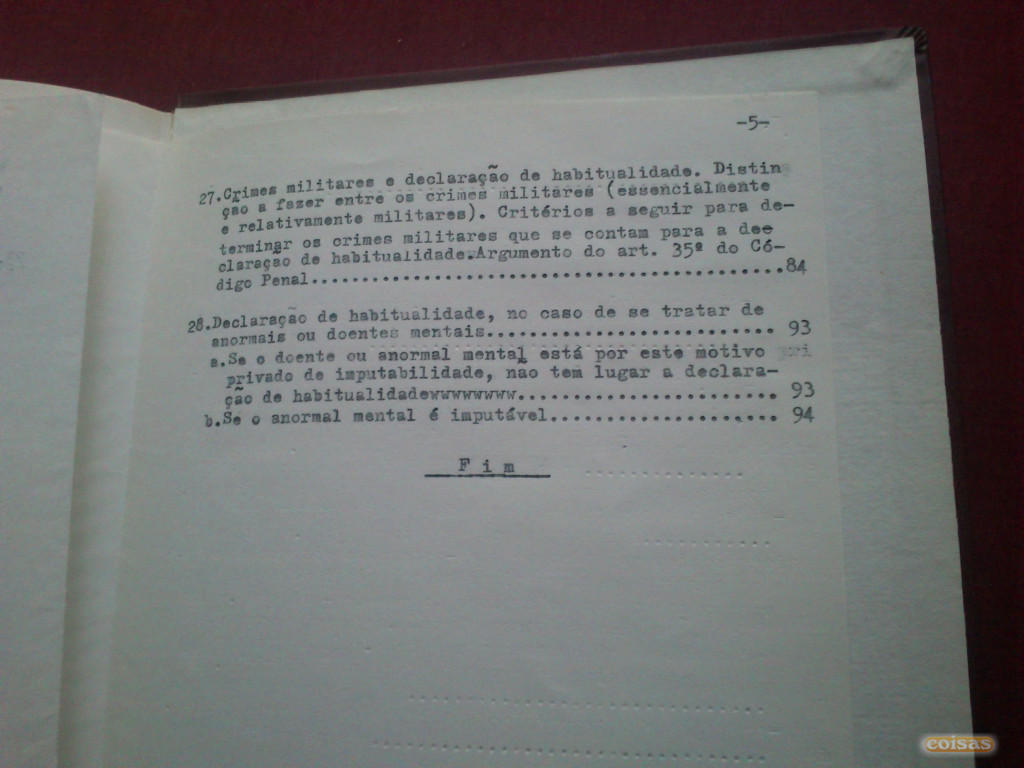 -5-
27.Crimes militares e declaração de habitualidade. Distin
ção a fazer entre os crimes militares (essencialmente
e relativamente militares). Critérios a seguir para de-
terminar os crimes militares que se contam para a dee
claração de habitualidade.Argumento do art. 35º do Có-
digo Penal.............................................84
28.Declaração de habitualidade, no caso de se tratar de
anormais ou doentes mentais........................... 93
a.Se o doente ou anormal mental está por este motivo
privado de imputabilidade, não tem lugar a declara-
ção de habitualidadewwwwwwww........................ 93
b.Se o anormal mental é imputável..................... 94
F i m
coisas